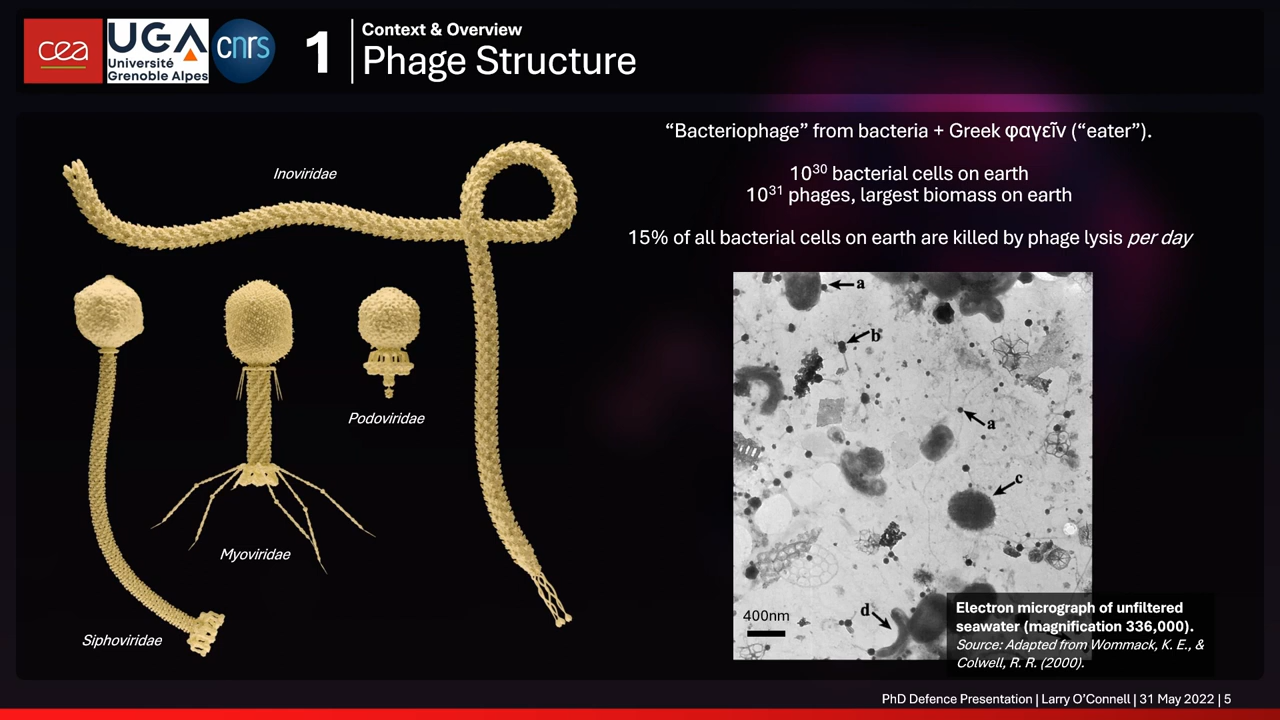 cea
UGA
Université
Grenoble Alpes
cnrs
1
Context & Overview
Phage Structure
Inoviridae
Podoviridae
Myoviridae
Siphoviridae
“Bacteriophage” from bacteria + Greek φαγεῖν (“eater”).
10³⁰ bacterial cells on earth
10³¹ phages, largest biomass on earth
15% of all bacterial cells on earth are killed by phage lysis per day
a
b
a
c
d
400nm
Electron micrograph of unfiltered
seawater (magnification 336,000).
Source: Adapted from Wommack, K. E., &
Colwell, R. R. (2000).
PhD Defence Presentation | Larry O’Connell | 31 May 2022 | 5